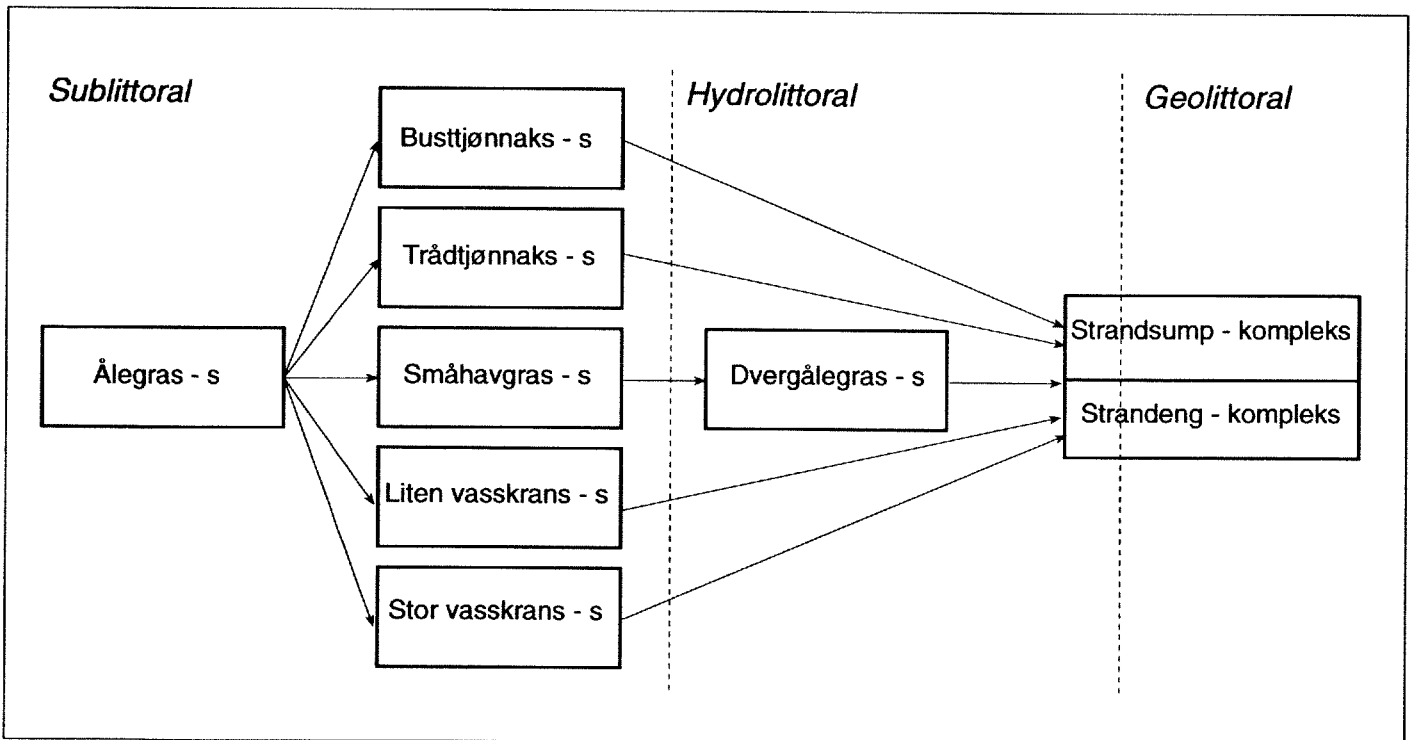 Sublittoral
Hydrolittoral
Geolittoral
Busttjønnaks - s
Trådtjønnaks - s
Ålegras - s
Småhavgras - s
Dvergålegras - s
Liten vasskrans - s
Stor vasskrans - s
Strandsump - kompleks
Strandeng - kompleks